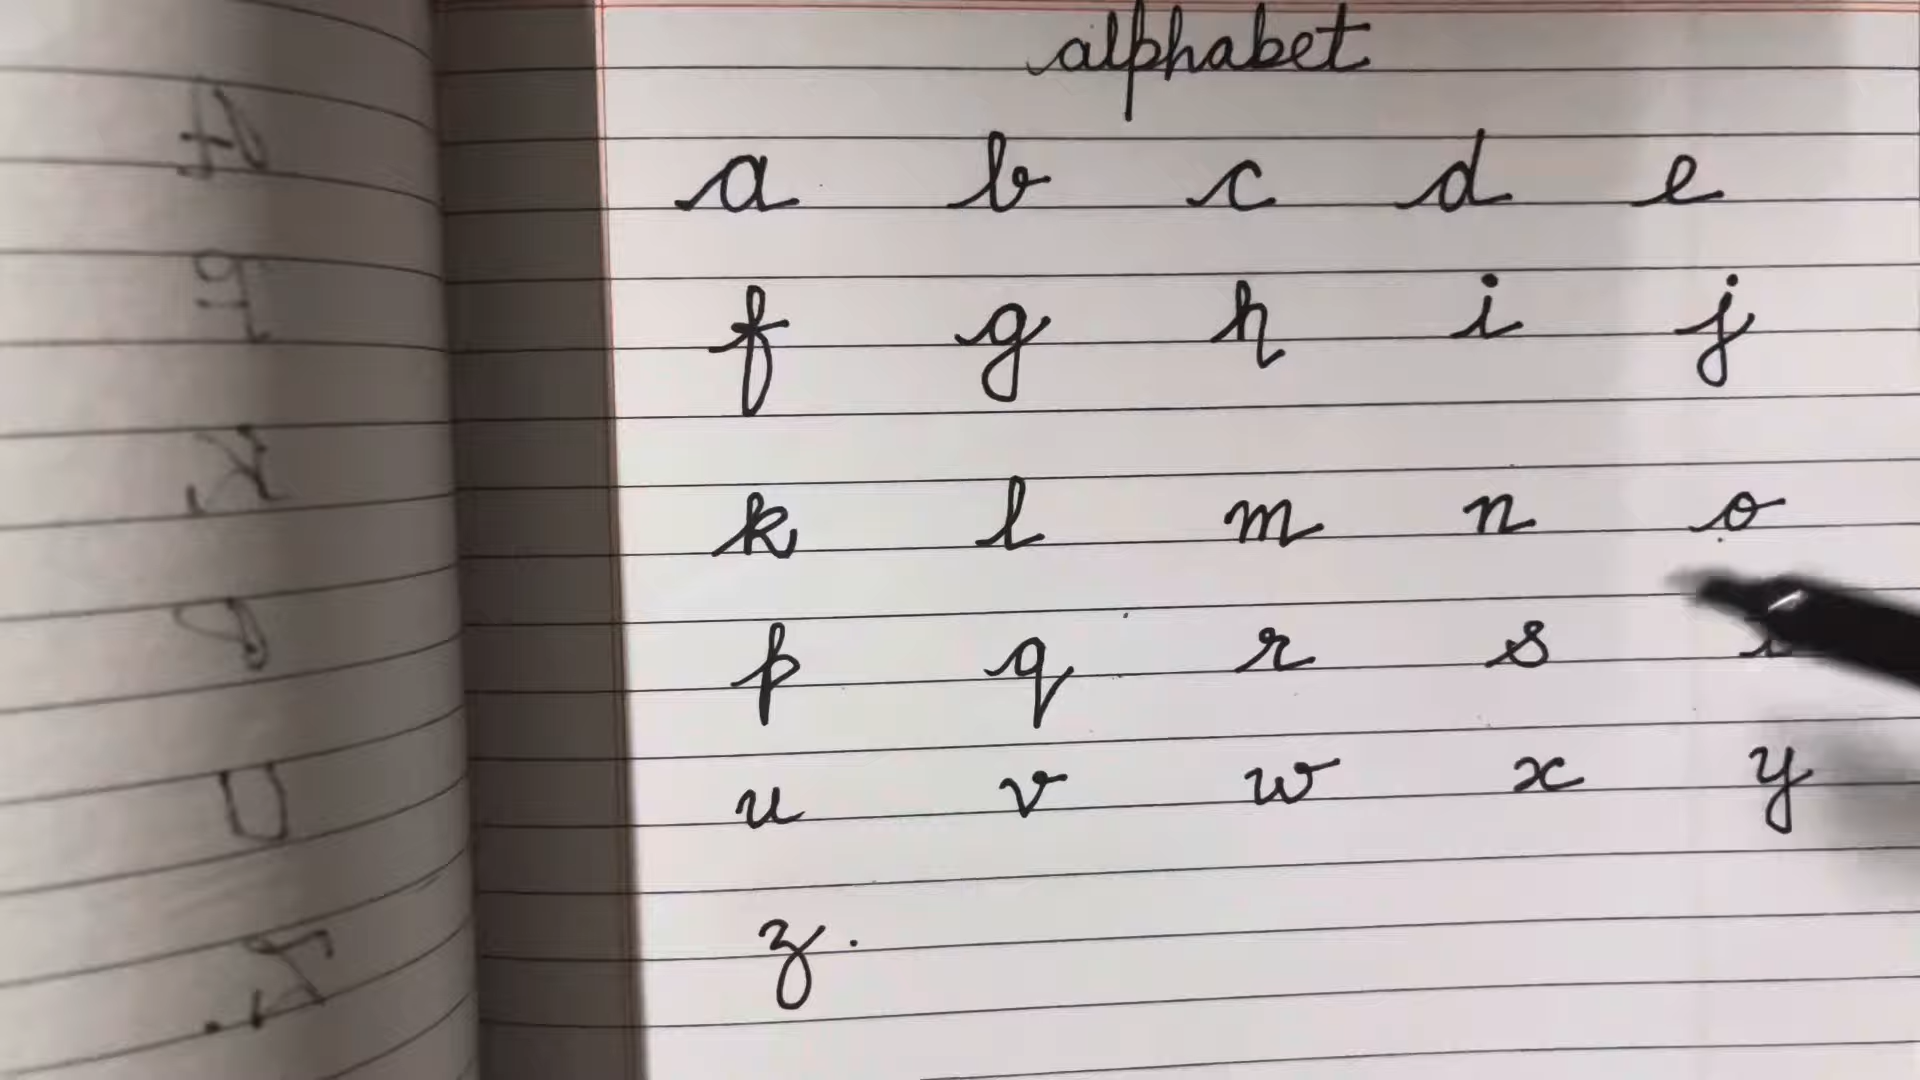 alphabet
a b c d e
f g h i j
k l m n o
p q r s
u v w x y
z.